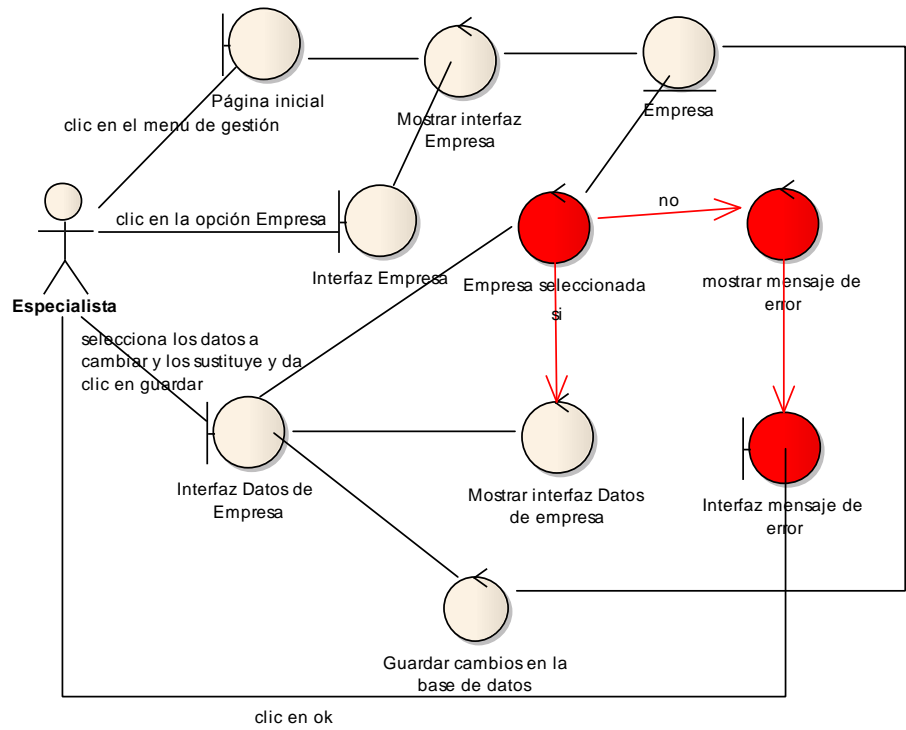 Página inicial
clic en el menu de gestión
Mostrar interfaz
Empresa
Empresa
clic en la opción Empresa
no
Interfaz Empresa
Empresa seleccionada
mostrar mensaje de
error
Especialista
si
selecciona los datos a
cambiar y los sustituye y da
clic en guardar
Interfaz Datos de
Empresa
Mostrar interfaz Datos
de empresa
Interfaz mensaje de
error
Guardar cambios en la
base de datos
clic en ok